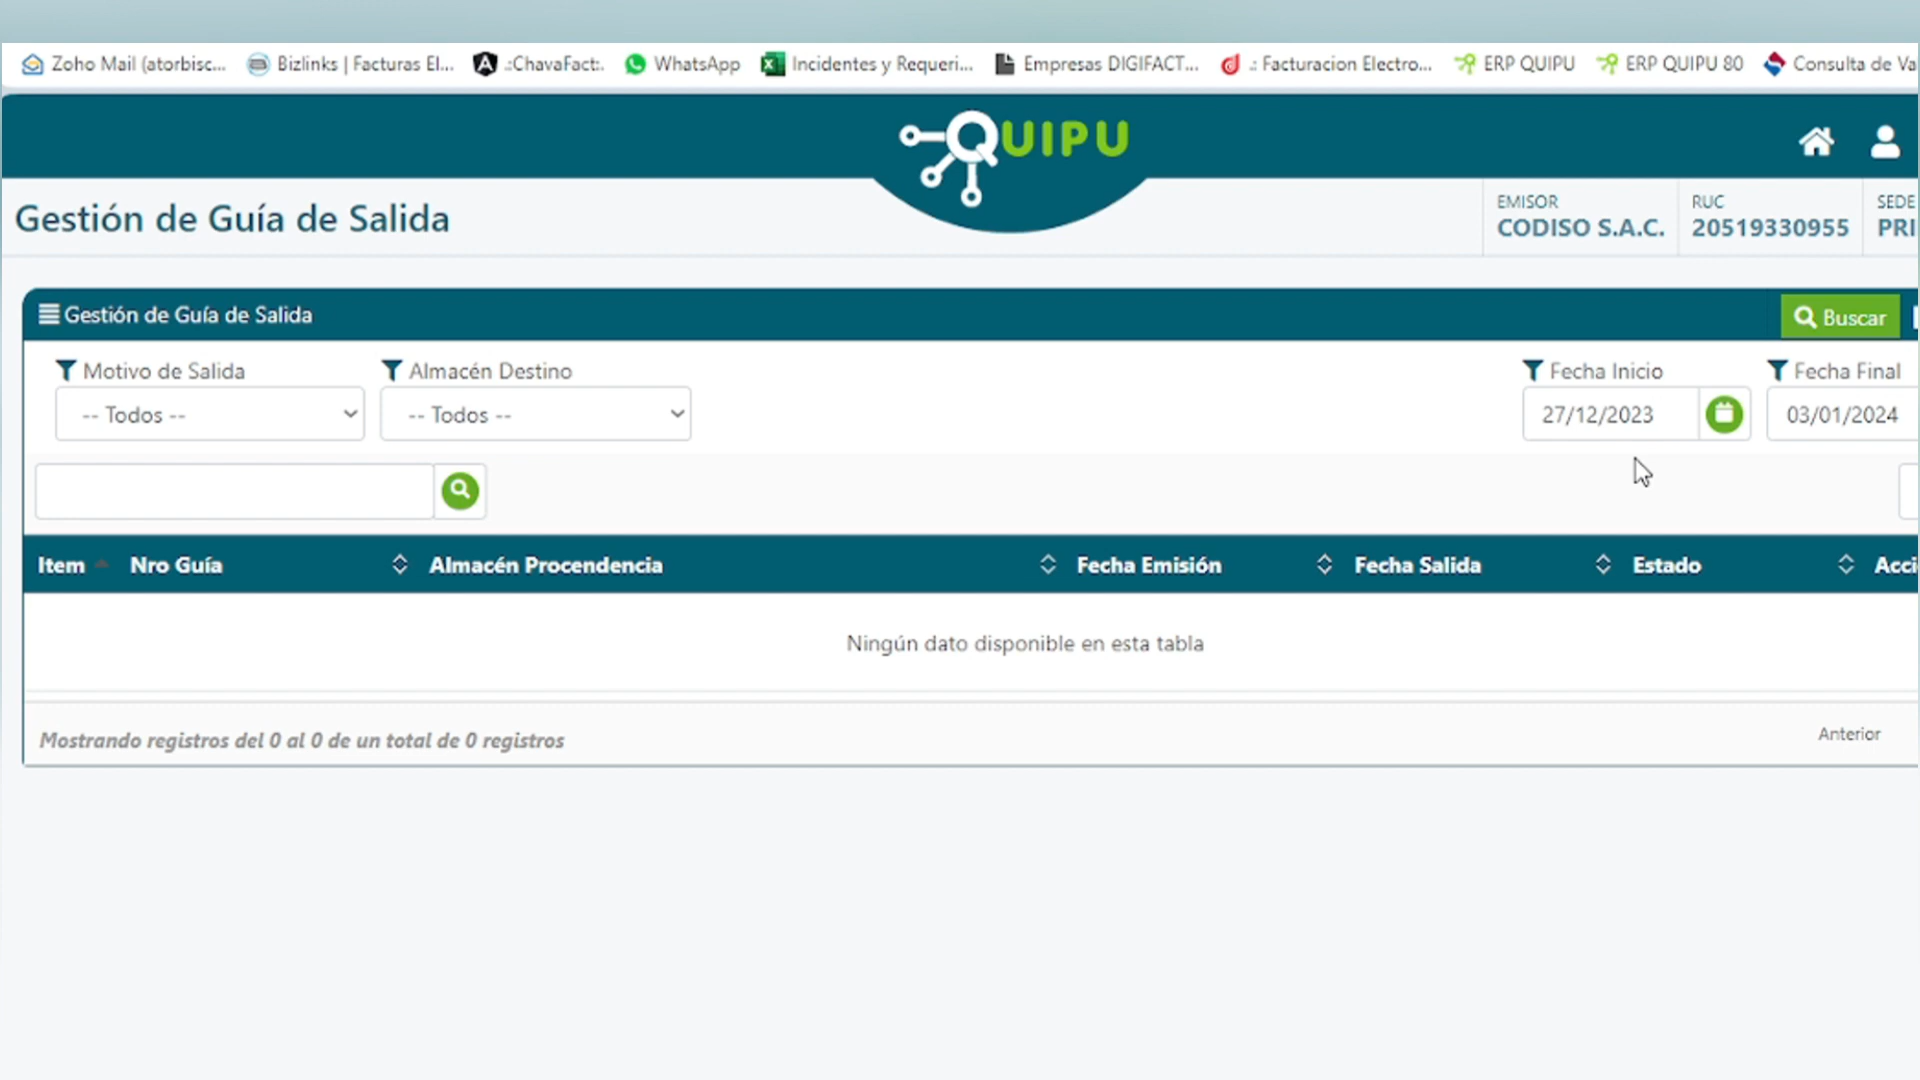 Zoho Mail (atorbisc... Bizlinks | Facturas El... .:ChavaFact:. WhatsApp Incidentes y Requeri... Empresas DIGIFACT... .: Facturacion Electro... ERP QUIPU ERP QUIPU 80 Consulta de Va
QUIPU
Gestión de Guía de Salida
EMISOR
CODISO S.A.C.
RUC
20519330955
SEDE
PRI
Gestión de Guía de Salida
Buscar
Motivo de Salida
-- Todos --
Almacén Destino
-- Todos --
Fecha Inicio
27/12/2023
Fecha Final
03/01/2024
Item Nro Guía Almacén Procendencia Fecha Emisión Fecha Salida Estado Acci
Ningún dato disponible en esta tabla
Mostrando registros del 0 al 0 de un total de 0 registros
Anterior